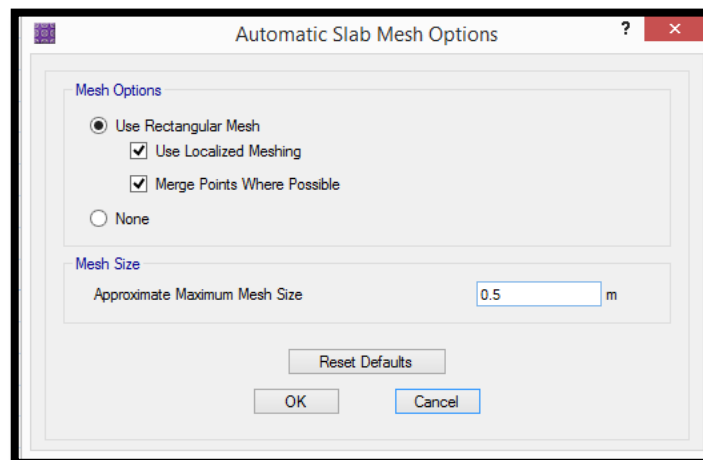 Automatic Slab Mesh Options
?
Mesh Options
Use Rectangular Mesh
Use Localized Meshing
Merge Points Where Possible
None
Mesh Size
Approximate Maximum Mesh Size 0.5 m
Reset Defaults
OK Cancel